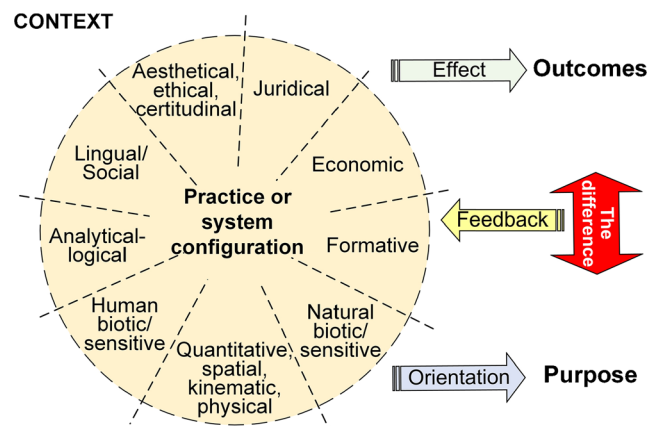 CONTEXT
Aesthetical,
ethical,
certitudinal
Juridical
Effect
Outcomes
Lingual/
Social
Economic
Practice or
system
configuration
Feedback
The
difference
Analytical-
logical
Formative
Human
biotic/
sensitive
Natural
biotic/
sensitive
Quantitative,
spatial,
kinematic,
physical
Orientation
Purpose